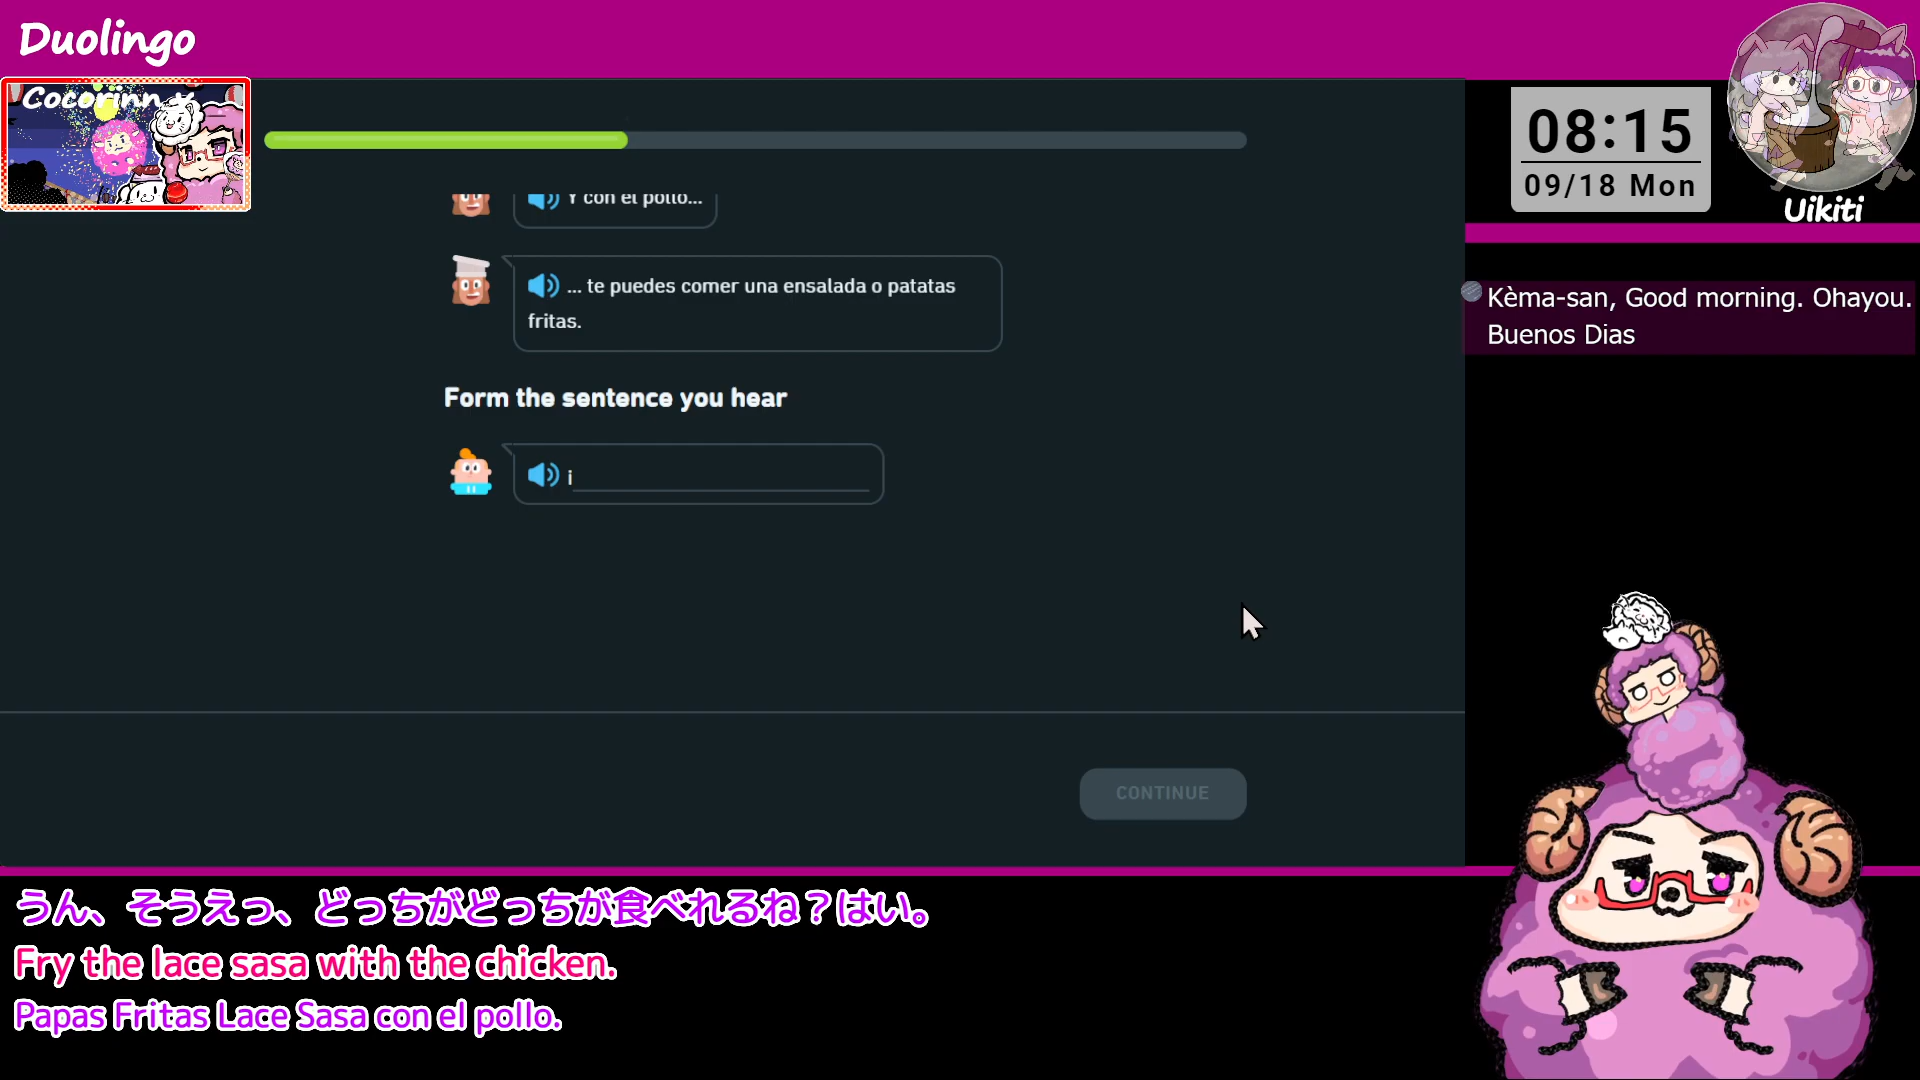 Duolingo
Cocorinn
08:15
09/18 Mon
Uikiti
Y con el pollo...
... te puedes comer una ensalada o patatas
fritas.
Form the sentence you hear
¡
CONTINUE
Kèma-san, Good morning. Ohayou.
Buenos Dias
うん、そうえっ、どっちがどっちが食べれるね？はい。
Fry the lace sasa with the chicken.
Papas Fritas Lace Sasa con el pollo.